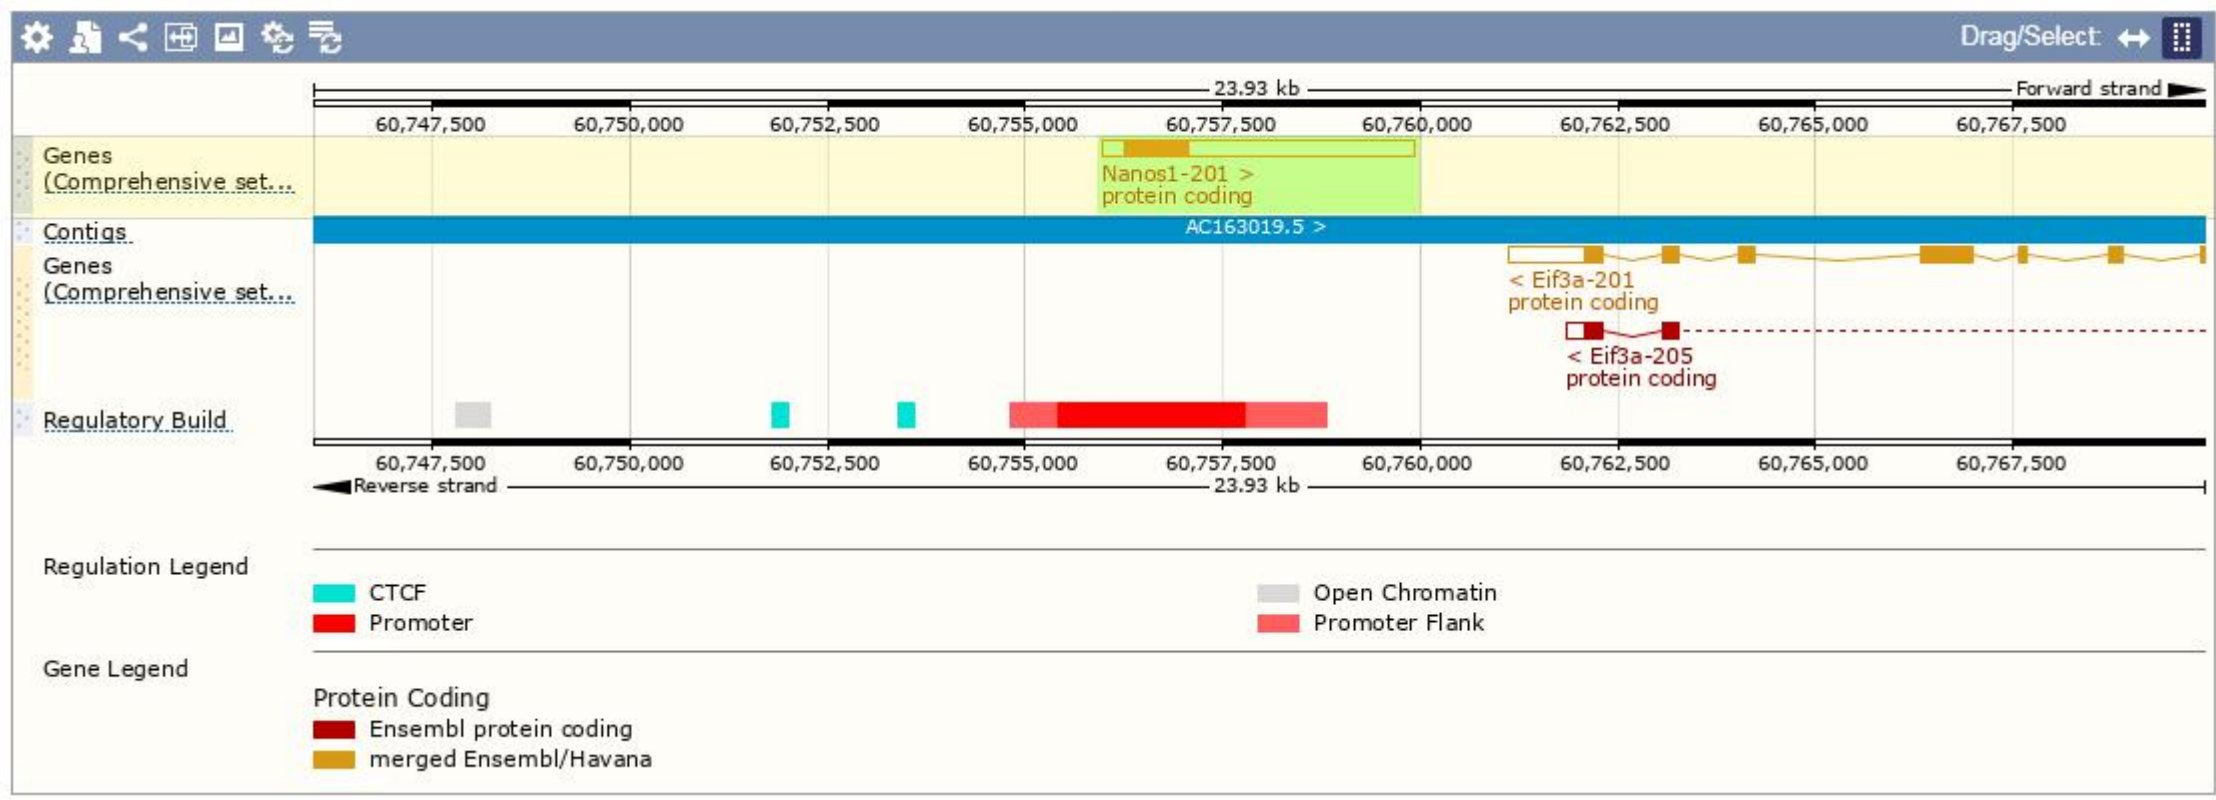 Drag/Select:
23.93 kb
Forward strand
60,747,500 60,750,000 60,752,500 60,755,000 60,757,500 60,760,000 60,762,500 60,765,000 60,767,500
Genes
(Comprehensive set...
Nanos1-201 >
protein coding
Contigs
AC163019.5 >
Genes
(Comprehensive set...
< Eif3a-201
protein coding
< Eif3a-205
protein coding
Regulatory Build
60,747,500 60,750,000 60,752,500 60,755,000 60,757,500 60,760,000 60,762,500 60,765,000 60,767,500
Reverse strand
23.93 kb
Regulation Legend
CTCF
Open Chromatin
Promoter
Promoter Flank
Gene Legend
Protein Coding
Ensembl protein coding
merged Ensembl/Havana